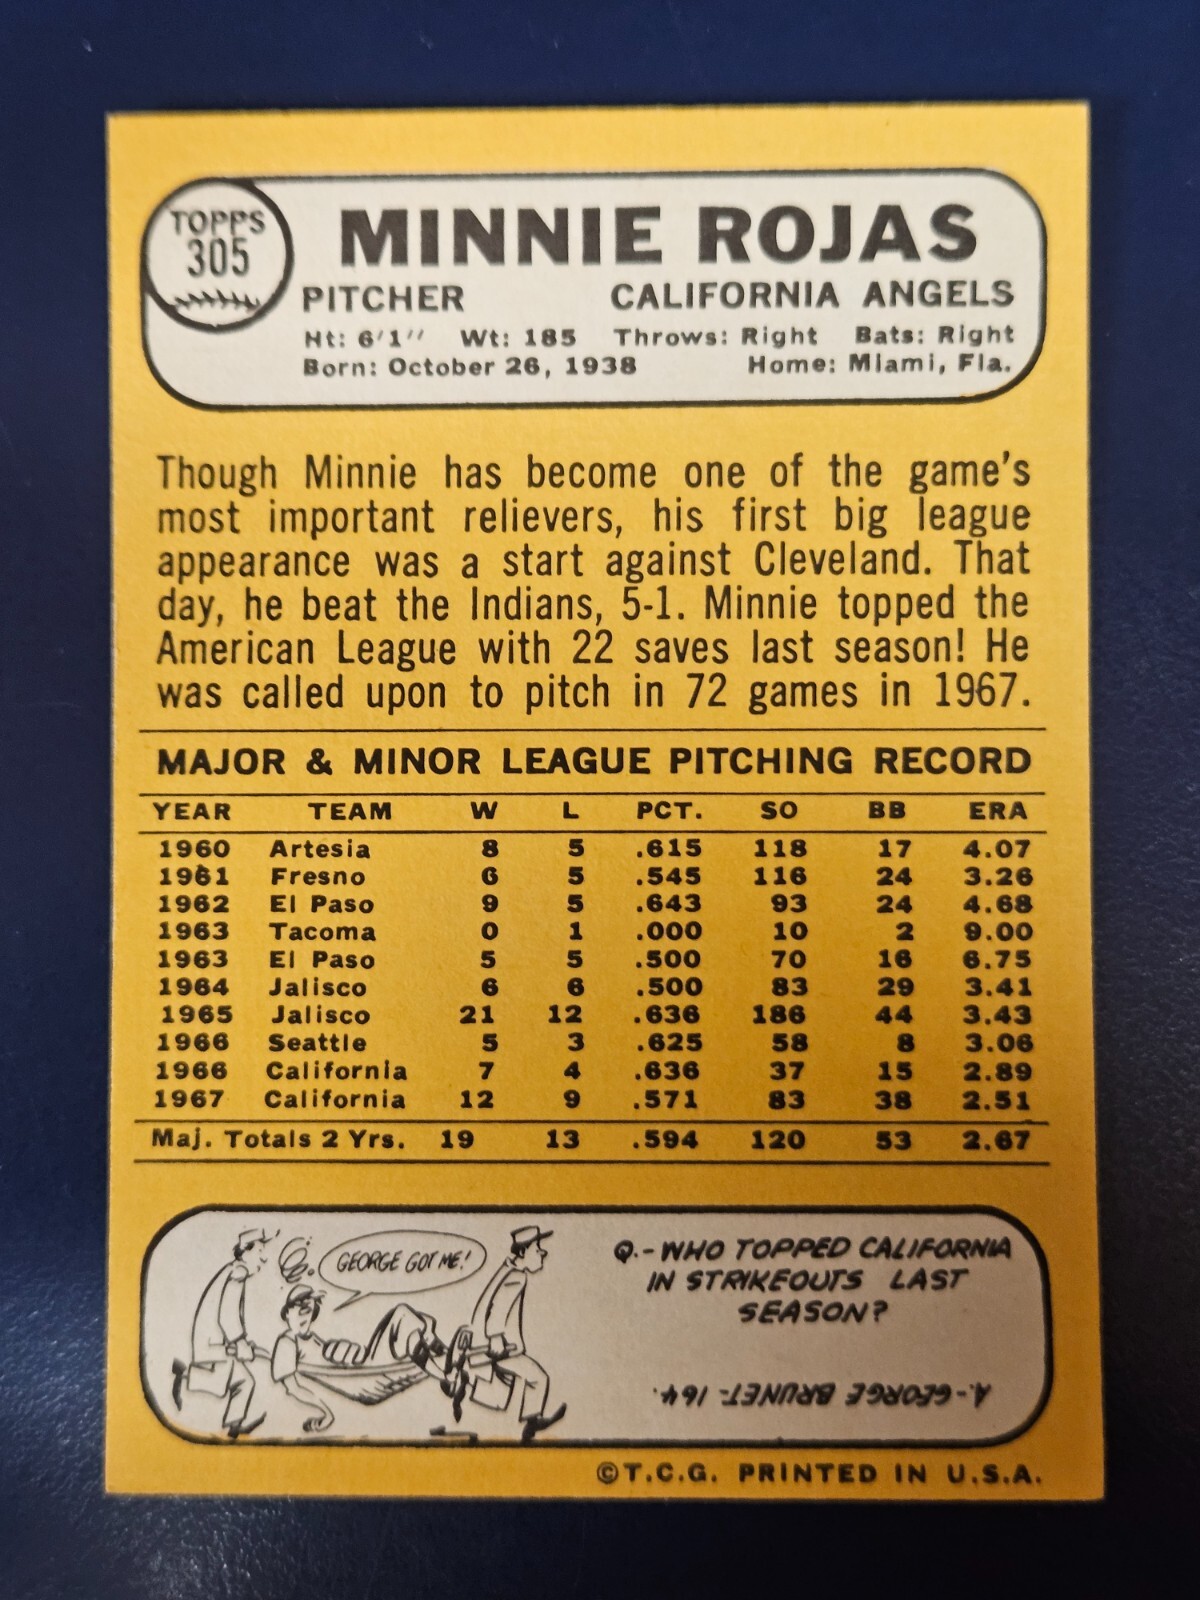 TOPPS
305
MINNIE ROJAS
PITCHER CALIFORNIA ANGELS
Ht: 6'1" Wt: 185 Throws: Right Bats: Right
Born: October 26, 1938 Home: Miami, Fla.
Though Minnie has become one of the game's
most important relievers, his first big league
appearance was a start against Cleveland. That
day, he beat the Indians, 5-1. Minnie topped the
American League with 22 saves last season! He
was called upon to pitch in 72 games in 1967.
MAJOR & MINOR LEAGUE PITCHING RECORD
YEAR TEAM W L PCT. SO BB ERA
1960 Artesia 8 5 .615 118 17 4.07
1961 Fresno 6 5 .545 116 24 3.26
1962 El Paso 9 5 .643 93 24 4.68
1963 Tacoma 0 1 .000 10 2 9.00
1963 El Paso 5 5 .500 70 16 6.75
1964 Jalisco 6 6 .500 83 29 3.41
1965 Jalisco 21 12 .636 186 44 3.43
1966 Seattle 5 3 .625 58 8 3.06
1966 California 7 4 .636 37 15 2.89
1967 California 12 9 .571 83 38 2.51
Maj. Totals 2 Yrs. 19 13 .594 120 53 2.67
GEORGE GOT ME!
Q.- WHO TOPPED CALIFORNIA
IN STRIKEOUTS LAST
SEASON?
A.- GEORGE BRUNET- 164.
©T.C.G. PRINTED IN U.S.A.